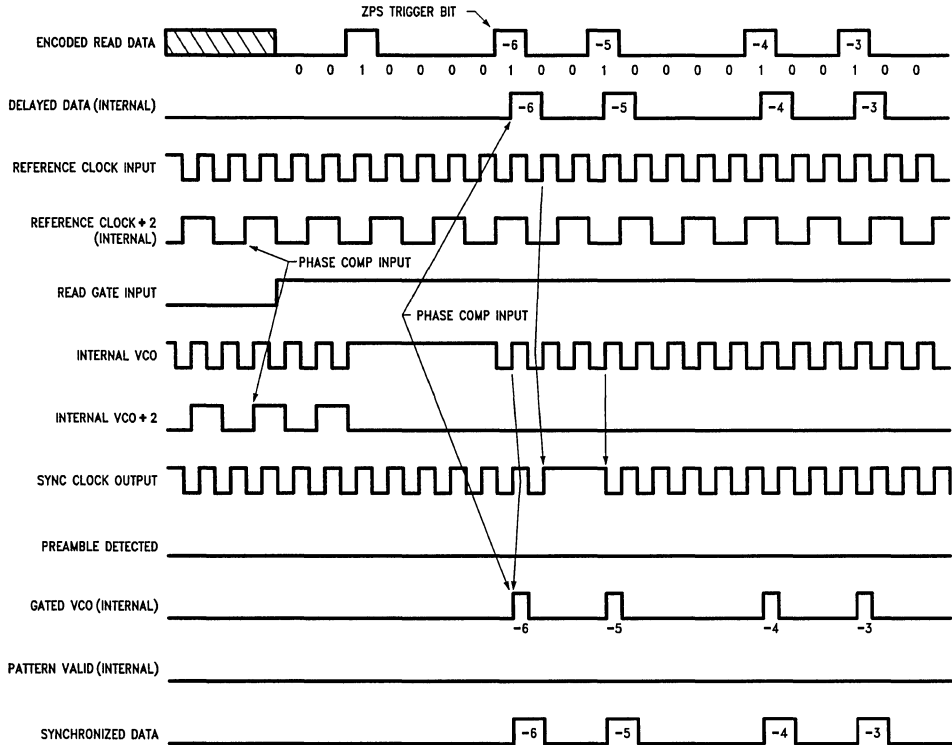 ZPS TRIGGER BIT
ENCODED READ DATA
-6 -5 -4 -3
0 0 1 0 0 0 0 1 0 0 1 0 0 0 0 1 0 0 1 0 0
DELAYED DATA (INTERNAL)
-6 -5 -4 -3
REFERENCE CLOCK INPUT
REFERENCE CLOCK+2
(INTERNAL)
PHASE COMP INPUT
READ GATE INPUT
PHASE COMP INPUT
INTERNAL VCO
INTERNAL VCO+2
SYNC CLOCK OUTPUT
PREAMBLE DETECTED
GATED VCO (INTERNAL)
-6 -5 -4 -3
PATTERN VALID (INTERNAL)
SYNCHRONIZED DATA
-6 -5 -4 -3